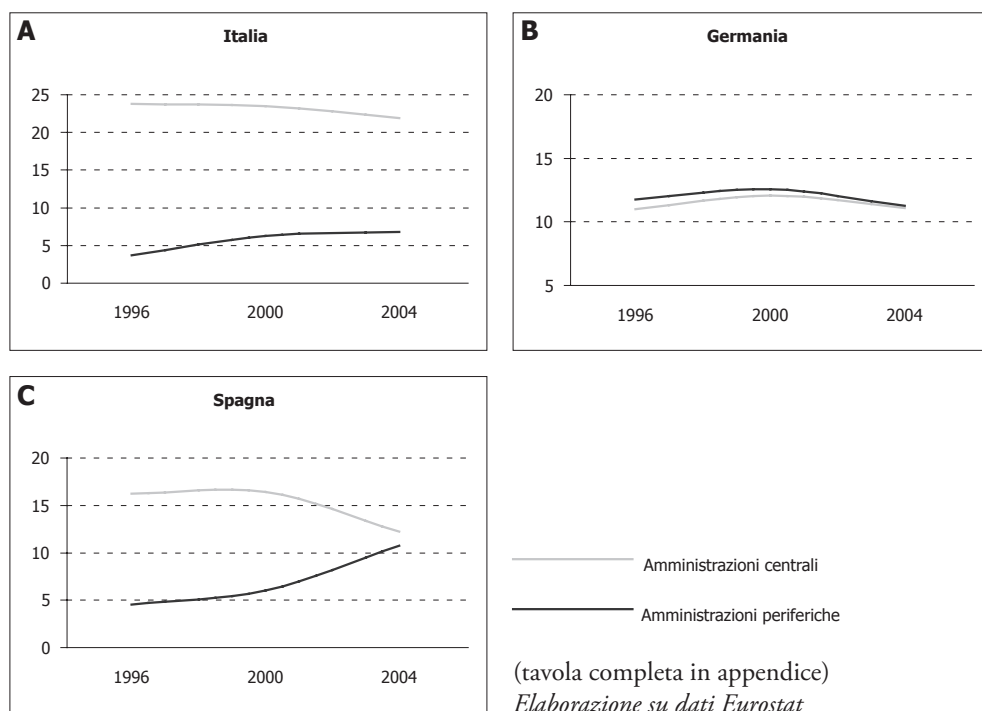 A
Italia
25
20
15
10
5
0
1996 2000 2004
B
Germania
20
15
10
5
1996 2000 2004
C
Spagna
20
15
10
5
0
1996 2000 2004
Amministrazioni centrali
Amministrazioni periferiche
(tavola completa in appendice)
Elaborazione su dati Eurostat